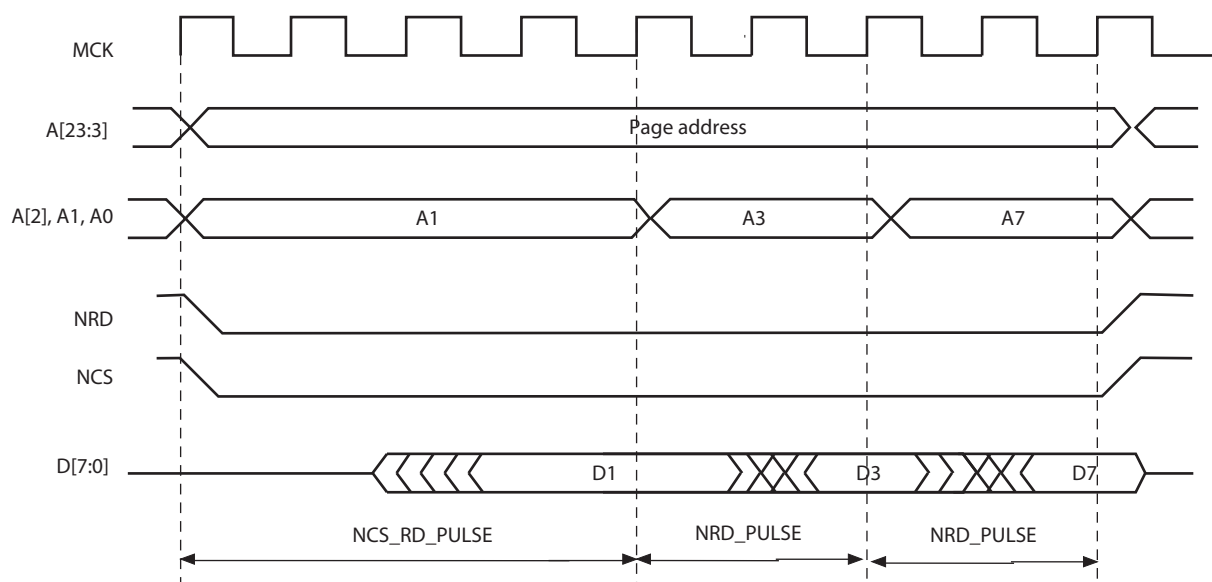 MCK
A[23:3]
Page address
A[2], A1, A0
A1
A3
A7
NRD
NCS
D[7:0]
D1
D3
D7
NCS_RD_PULSE
NRD_PULSE
NRD_PULSE